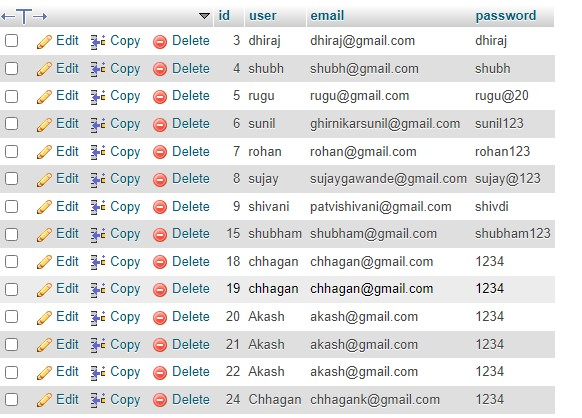 id user email password
Edit Copy Delete 3 dhiraj dhiraj@gmail.com dhiraj
Edit Copy Delete 4 shubh shubh@gmail.com shubh
Edit Copy Delete 5 rugu rugu@gmail.com rugu@20
Edit Copy Delete 6 sunil ghirnikarsunil@gmail.com sunil123
Edit Copy Delete 7 rohan rohan@gmail.com rohan123
Edit Copy Delete 8 sujay sujaygawande@gmail.com sujay@123
Edit Copy Delete 9 shivani patvishivani@gmail.com shivdi
Edit Copy Delete 15 shubham shubham@gmail.com shubham123
Edit Copy Delete 18 chhagan chhagan@gmail.com 1234
Edit Copy Delete 19 chhagan chhagan@gmail.com 1234
Edit Copy Delete 20 Akash akash@gmail.com 1234
Edit Copy Delete 21 Akash akash@gmail.com 1234
Edit Copy Delete 22 Akash akash@gmail.com 1234
Edit Copy Delete 24 Chhagan chhagank@gmail.com 1234